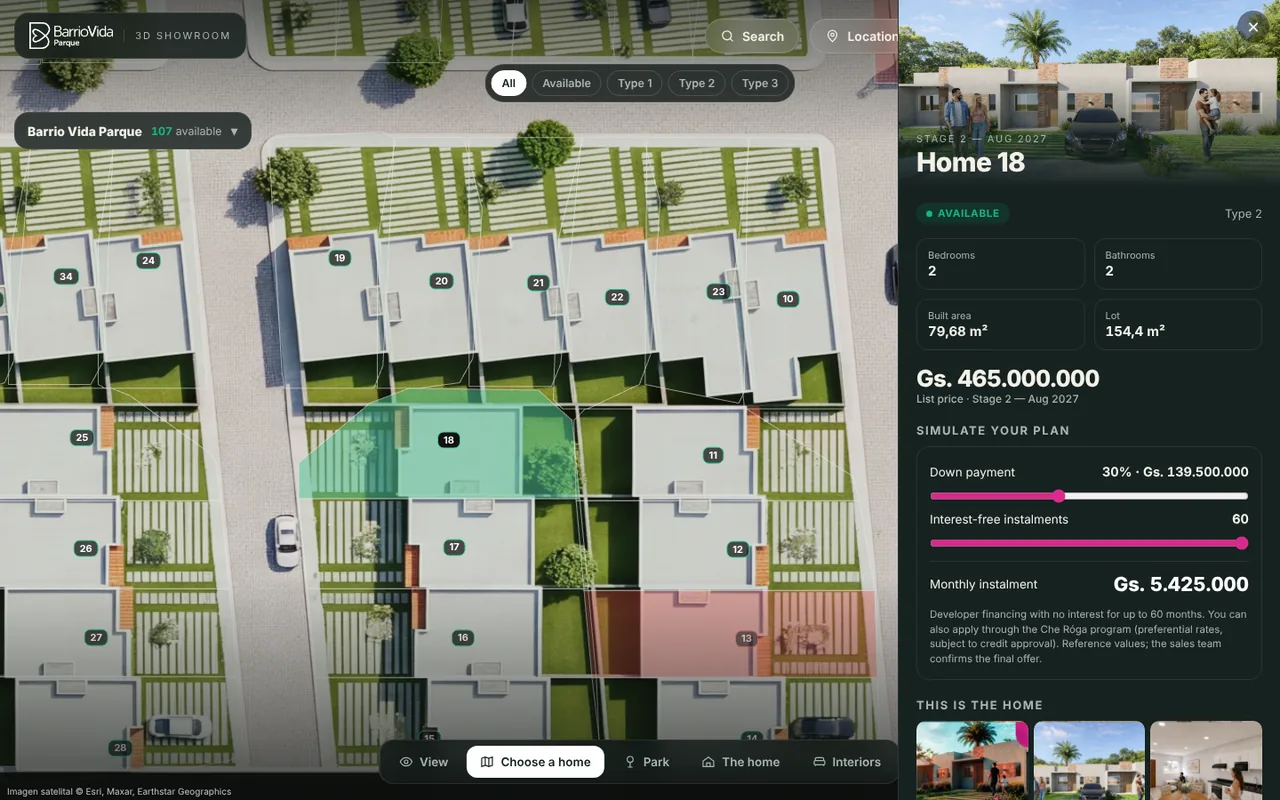 BarrioVida
Parque
3D SHOWROOM
Search
Location
All
Available
Type 1
Type 2
Type 3
Barrio Vida Parque 107 available ▼
34
24
19
20
21
22
23
10
25
18
11
26
17
12
27
16
13
28
15
14
View
Choose a home
Park
The home
Interiors
Imagen satelital © Esri, Maxar, Earthstar Geographics
STAGE 2 — AUG 2027
Home 18
AVAILABLE
Type 2
Bedrooms
2
Bathrooms
2
Built area
79,68 m²
Lot
154,4 m²
Gs. 465.000.000
List price · Stage 2 — Aug 2027
SIMULATE YOUR PLAN
Down payment
30% · Gs. 139.500.000
Interest-free instalments
60
Monthly instalment
Gs. 5.425.000
Developer financing with no interest for up to 60 months. You can
also apply through the Che Róga program (preferential rates,
subject to credit approval). Reference values; the sales team
confirms the final offer.
THIS IS THE HOME